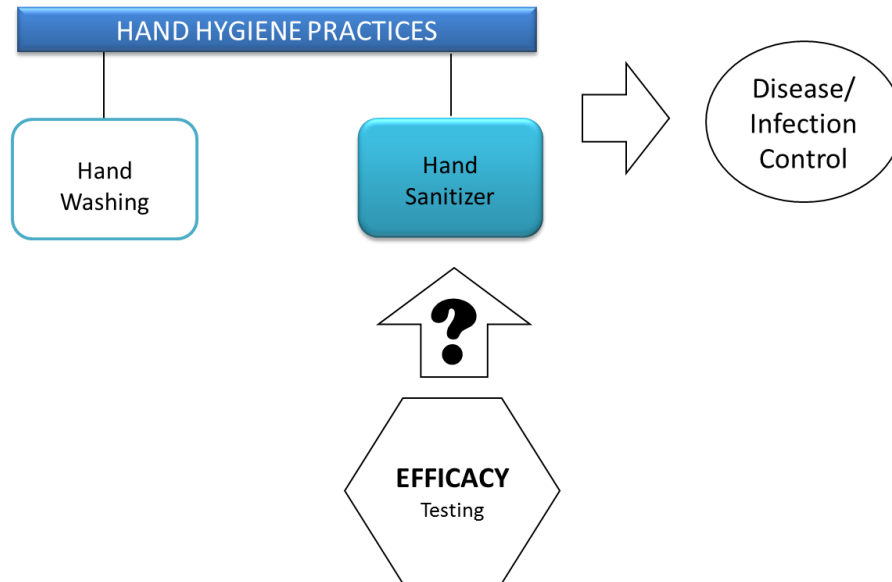 HAND HYGIENE PRACTICES
Hand
Washing
Hand
Sanitizer
Disease/
Infection
Control
?
EFFICACY
Testing